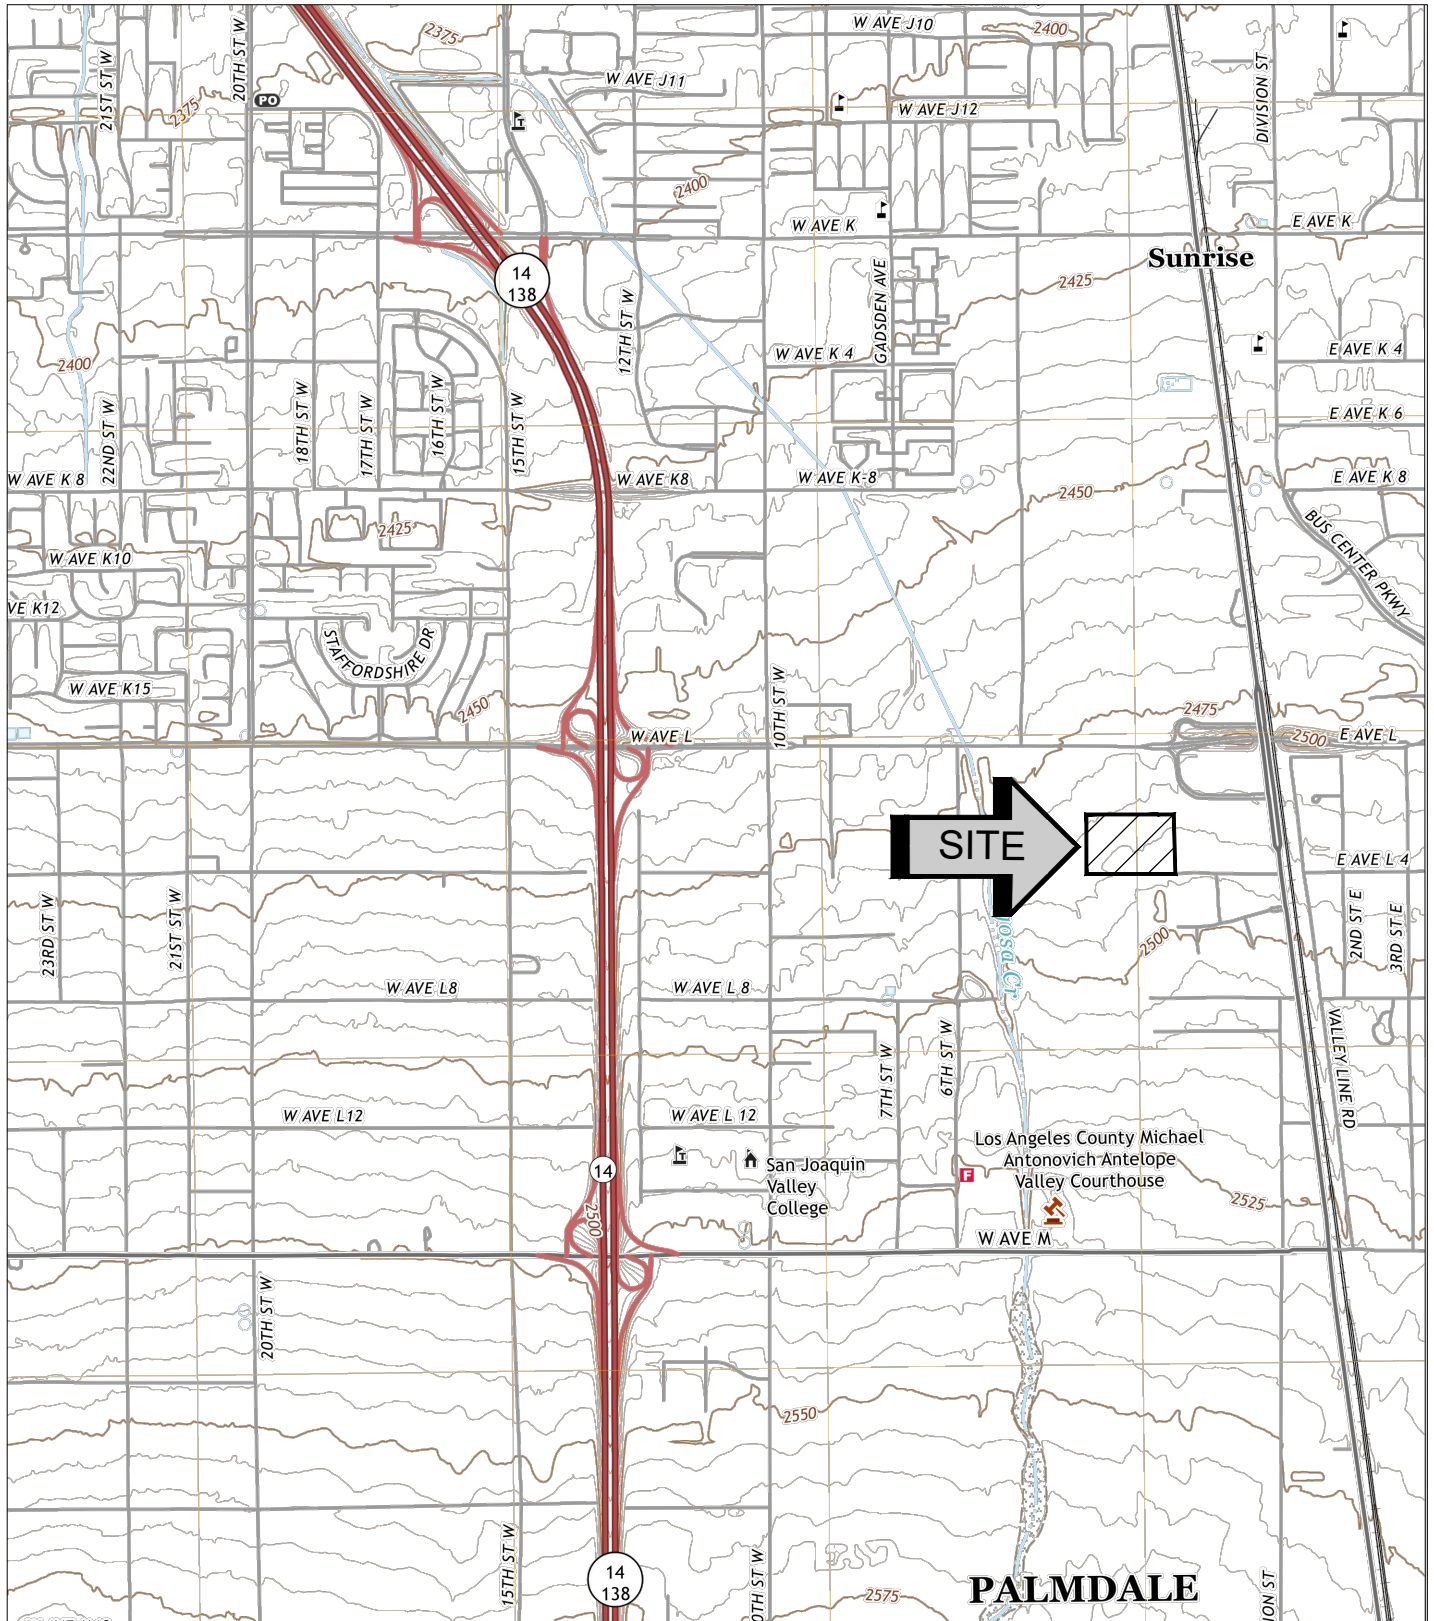 W AVE J10
2400
2375
20TH ST W
21ST ST W
W AVE J11
PO
2375
W AVE J12
DIVISION ST
T
2400
W AVE K
E AVE K
Sunrise
14
138
GADSDEN AVE
2425
12TH ST W
W AVE K 4
E AVE K 4
2400
18TH ST W
17TH ST W
16TH ST W
15TH ST W
22ND ST W
E AVE K 6
W AVE K 8
W AVE K8
W AVE K-8
E AVE K 8
2450
2425
BUS CENTER PKWY
W AVE K10
VE K12
STAFFORDSHIRE DR
W AVE K15
10TH ST W
2450
2475
W AVE L
E AVE L
2500
SITE
E AVE L 4
23RD ST W
21ST ST W
2ND ST E
3RD ST E
2500
losa Cr
W AVE L8
W AVE L 8
VALLEY LINE RD
7TH ST W
6TH ST W
W AVE L12
W AVE L 12
Los Angeles County Michael
Antonovich Antelope
Valley Courthouse
T
San Joaquin
Valley
College
14
F
2525
2500
W AVE M
20TH ST W
2550
15TH ST W
0TH ST W
14
138
2575
PALMDALE
ON ST